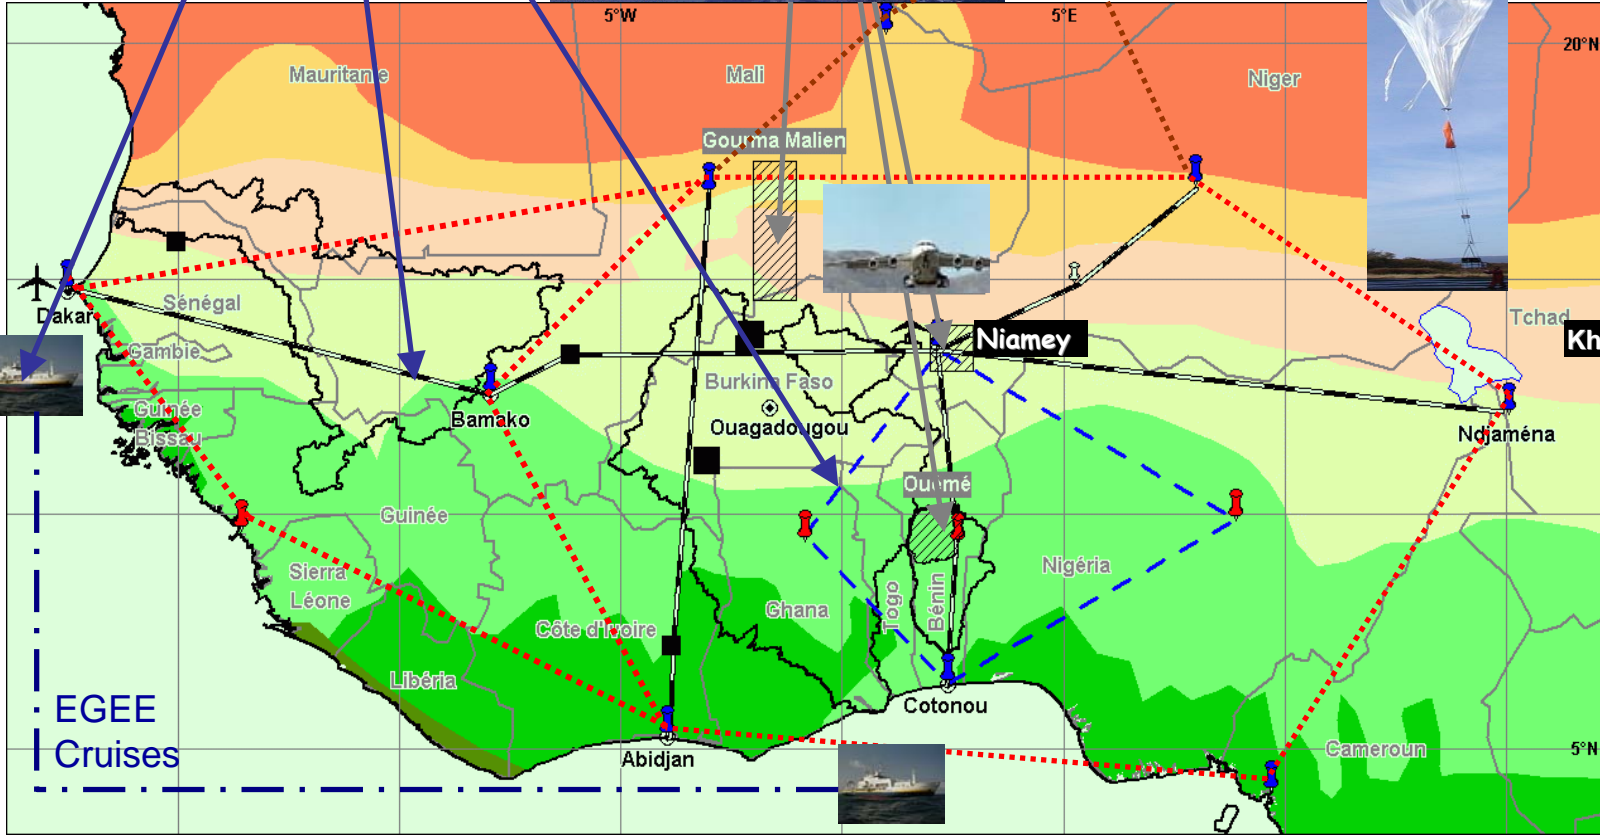 5°W
5°E
20°N
Mauritanie
Mali
Niger
Gourma Malien
Sénégal
Dakar
Tchad
Niamey
Kh
Gambie
Burkina Faso
Guinée
Bissau
Bamako
Ouagadougou
Ndjaména
Ouémé
Guinée
Nigéria
Sierra
Léone
Ghana
Togo
Bénin
Côte d'Ivoire
Libéria
EGEE
Cruises
Cotonou
Abidjan
Cameroun
5°N